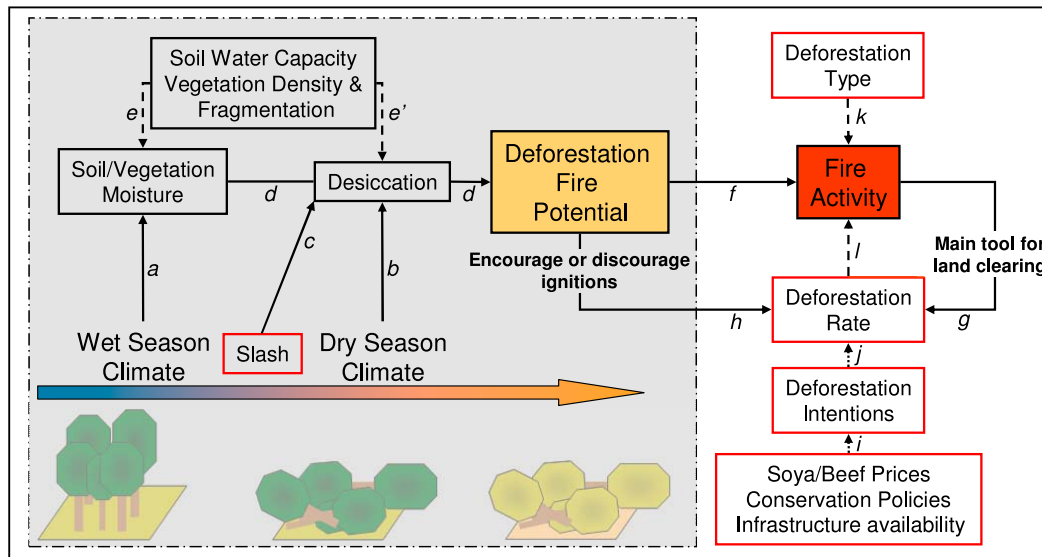 Soil Water Capacity
Vegetation Density &
Fragmentation
e
e'
Soil/Vegetation
Moisture
d
Desiccation
d
Deforestation
Fire
Potential
a
c
b
Wet Season
Climate
Slash
Dry Season
Climate
Encourage or discourage
ignitions
f
h
Deforestation
Type
k
Fire
Activity
l
Main tool for
land clearing
g
Deforestation
Rate
j
Deforestation
Intentions
i
Soya/Beef Prices
Conservation Policies
Infrastructure availability